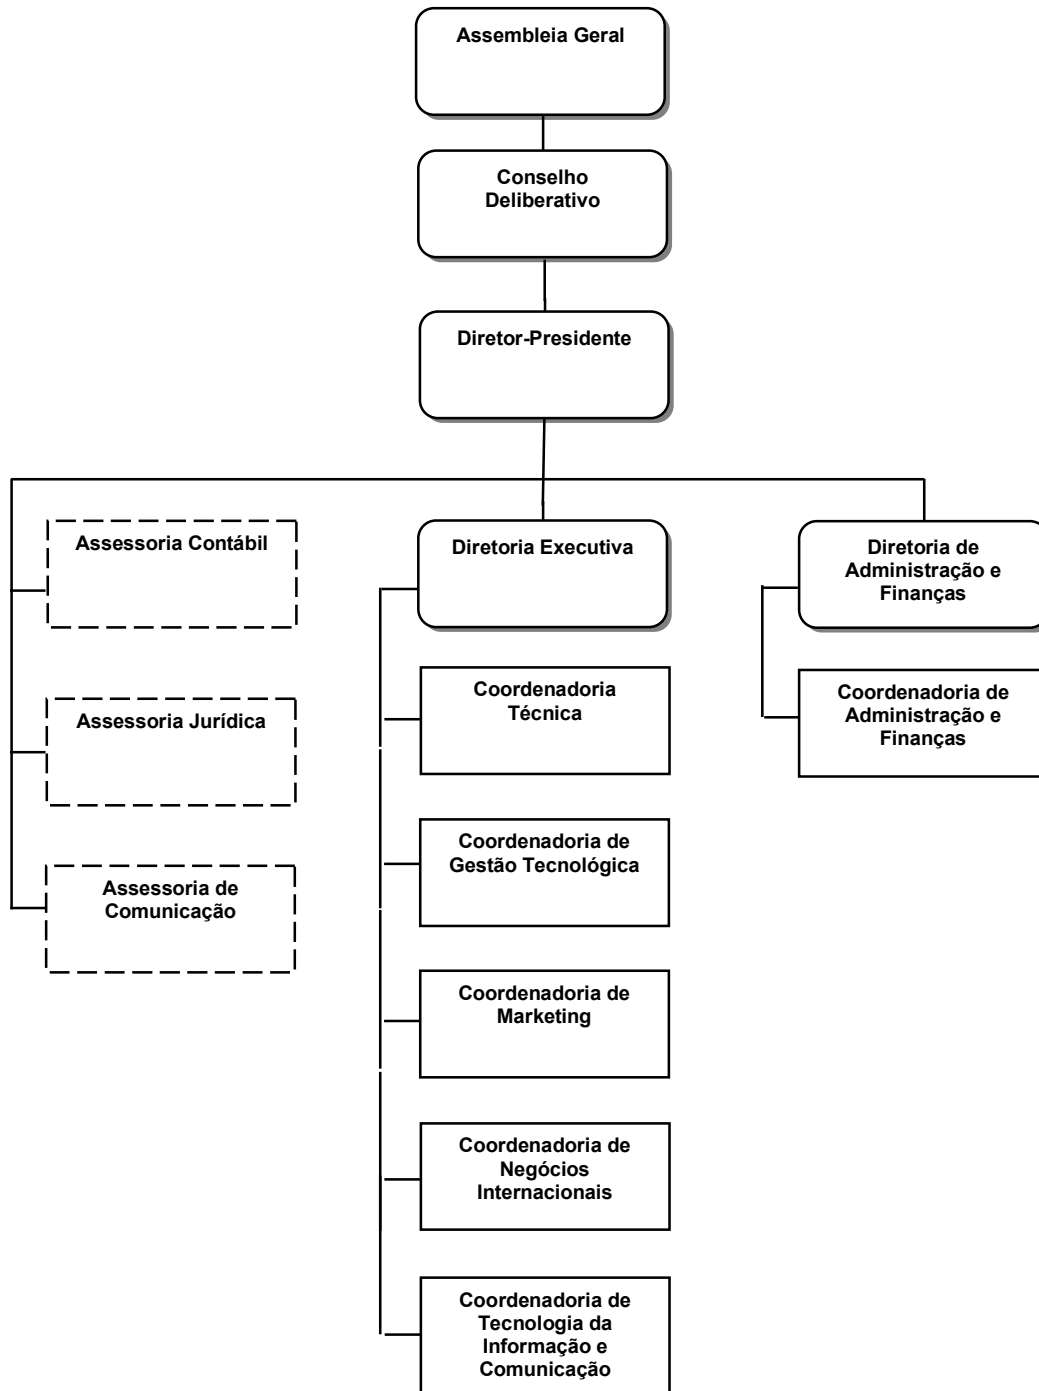 Assembleia Geral
Conselho
Deliberativo
Diretor-Presidente
Assessoria Contábil
Assessoria Jurídica
Assessoria de
Comunicação
Diretoria Executiva
Coordenadoria
Técnica
Coordenadoria de
Gestão Tecnológica
Coordenadoria de
Marketing
Coordenadoria de
Negócios
Internacionais
Coordenadoria de
Tecnologia da
Informação e
Comunicação
Diretoria de
Administração e
Finanças
Coordenadoria de
Administração e
Finanças